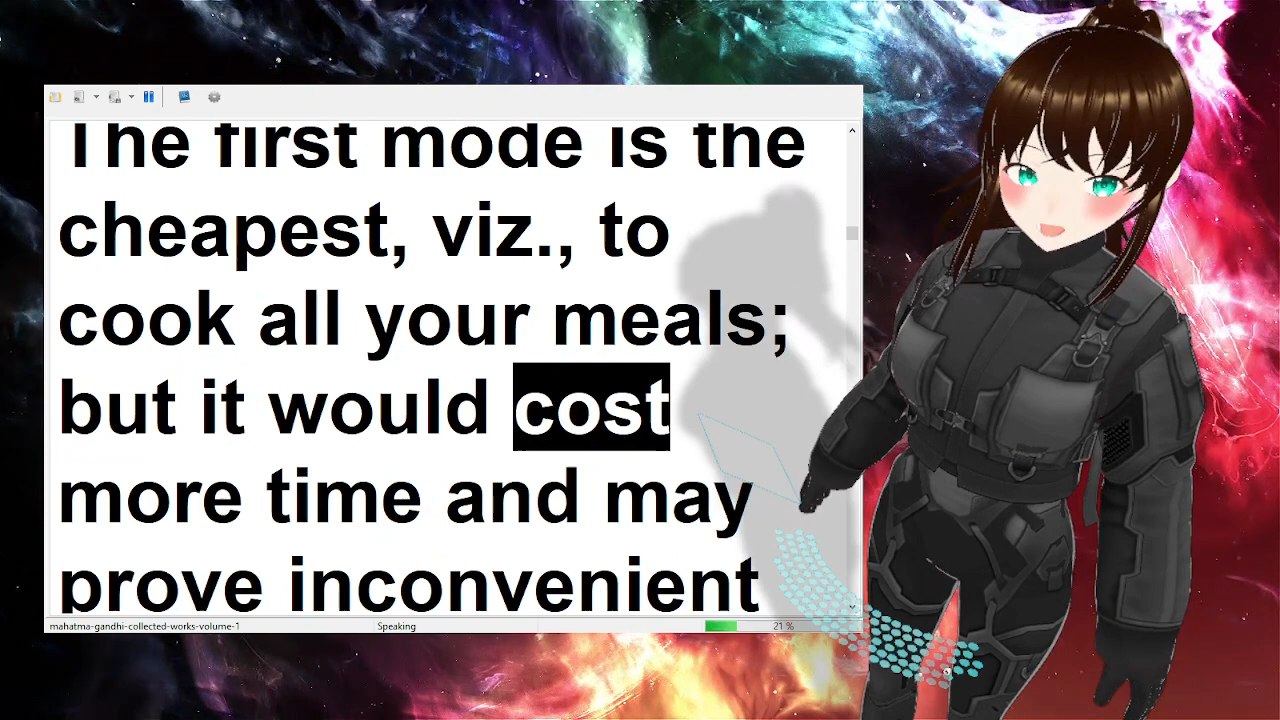 The first mode is the
cheapest, viz., to
cook all your meals;
but it would cost
more time and may
prove inconvenient
mahatma-gandhi-collected-works-volume-1
Speaking
21 %